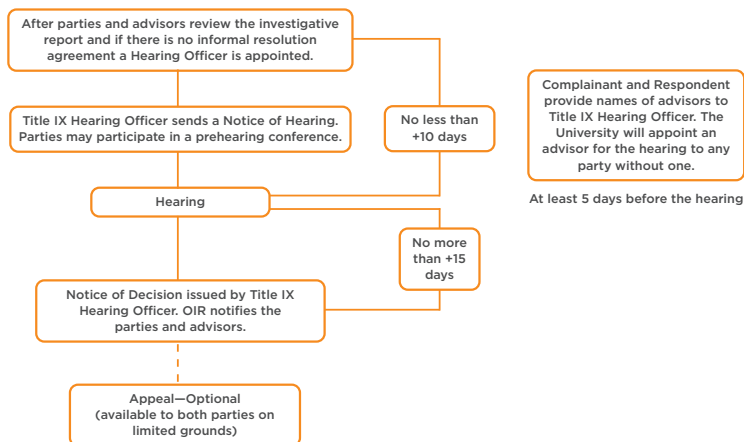 After parties and advisors review the investigative
report and if there is no informal resolution
agreement a Hearing Officer is appointed.
Title IX Hearing Officer sends a Notice of Hearing.
Parties may participate in a prehearing conference.
No less than
+10 days
Complainant and Respondent
provide names of advisors to
Title IX Hearing Officer. The
University will appoint an
advisor for the hearing to any
party without one.
At least 5 days before the hearing
Hearing
No more
than +15
days
Notice of Decision issued by Title IX
Hearing Officer. OIR notifies the
parties and advisors.
Appeal—Optional
(available to both parties on
limited grounds)